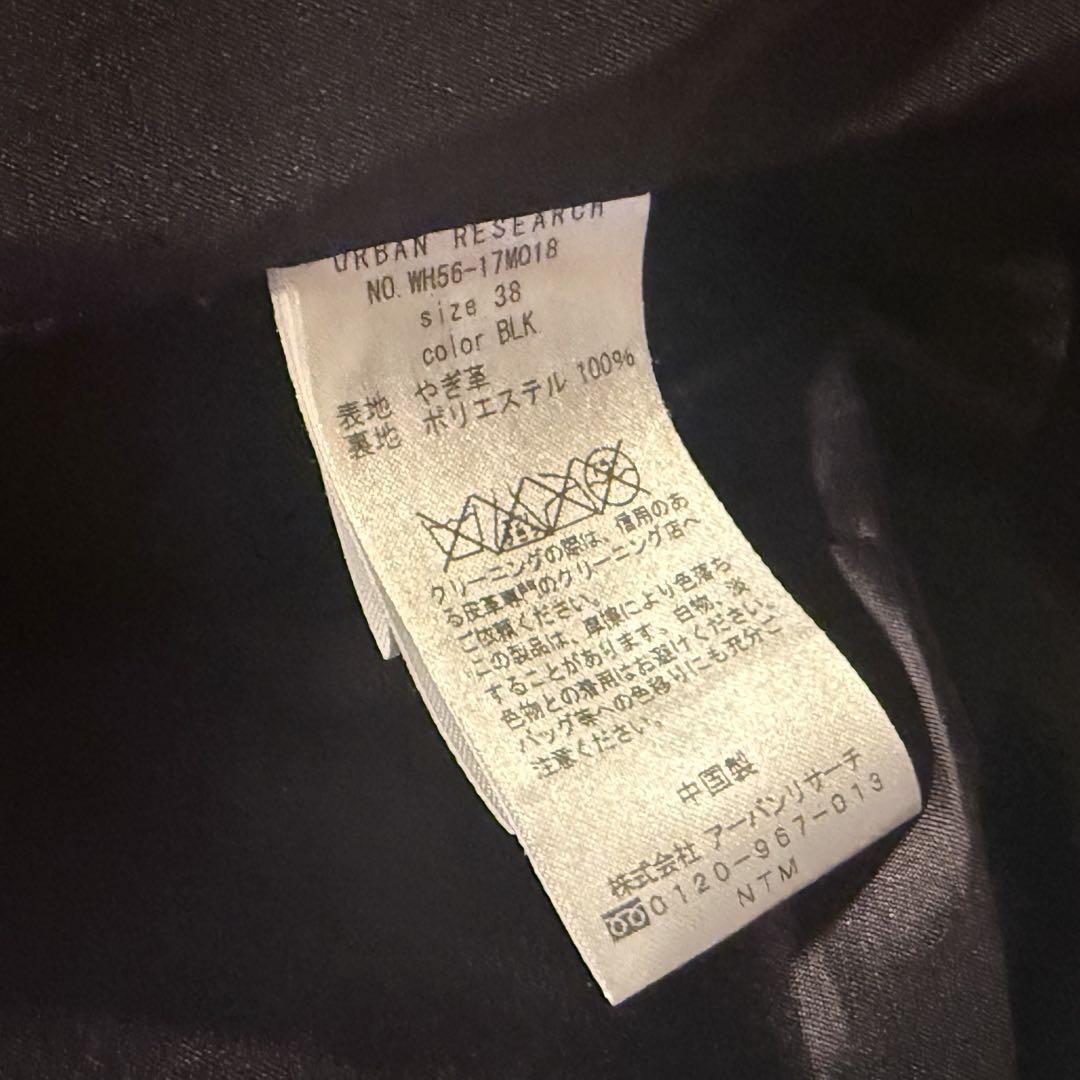 URBAN RESEARCH
NO. WH56-17M018
size 38
color BLK
表地 やぎ革
裏地 ポリエステル 100%
クリーニングの際は、信用のあ
る皮革専門のクリーニング店へ
ご依頼ください。
この製品は、摩擦により色落ち
することがあります。白物、淡
色物との着用はお避けください。
バッグ等への色移りにも充分ご
注意ください。
中国製
株式会社 アーバンリサーチ
0120-967-013
NTM